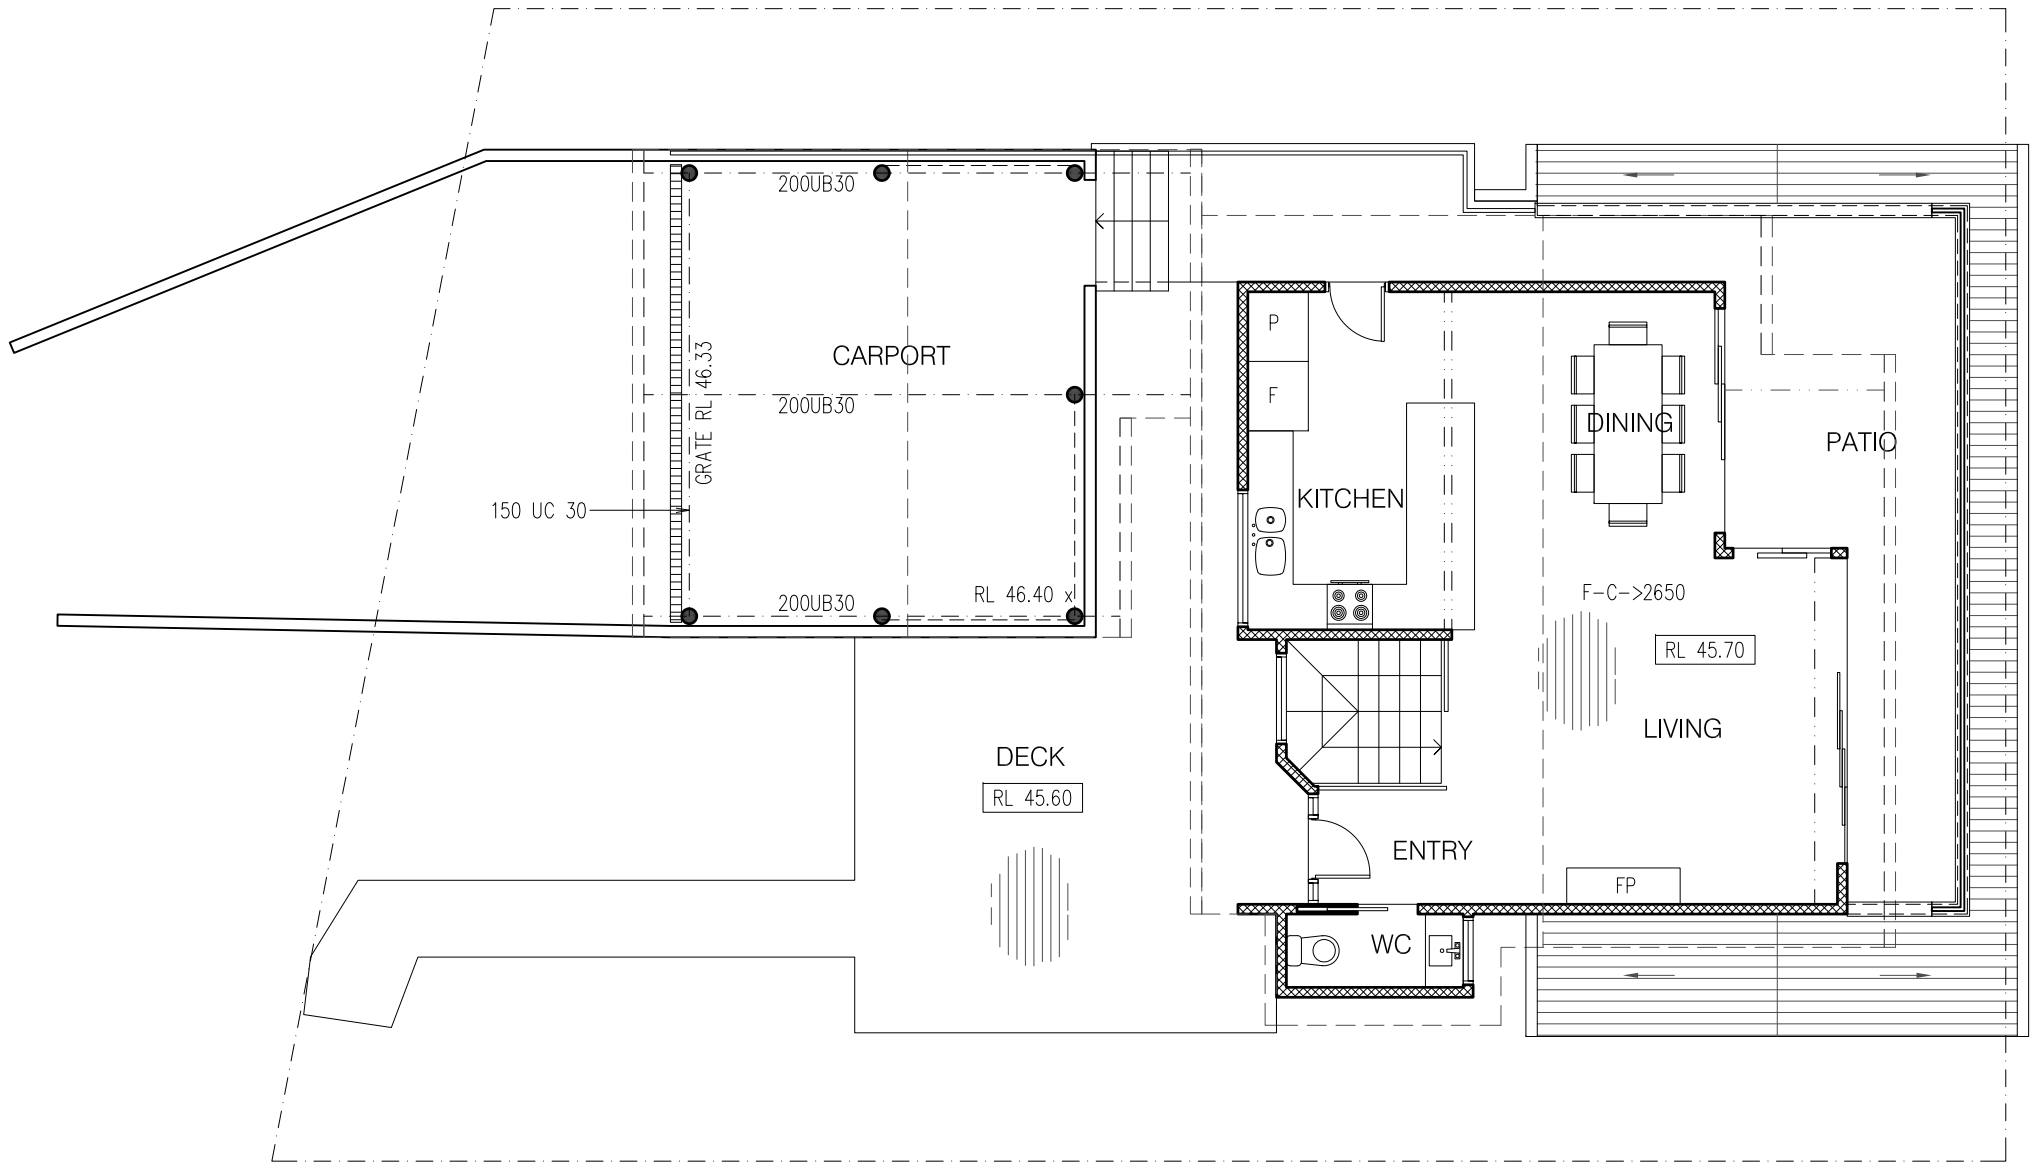 200UB30
P
GRATE RL 46.33
CARPORT
F
200UB30
DINING
PATIO
KITCHEN
150 UC 30
RL 46.40 x
200UB30
F-C->2650
RL 45.70
LIVING
DECK
RL 45.60
ENTRY
FP
WC